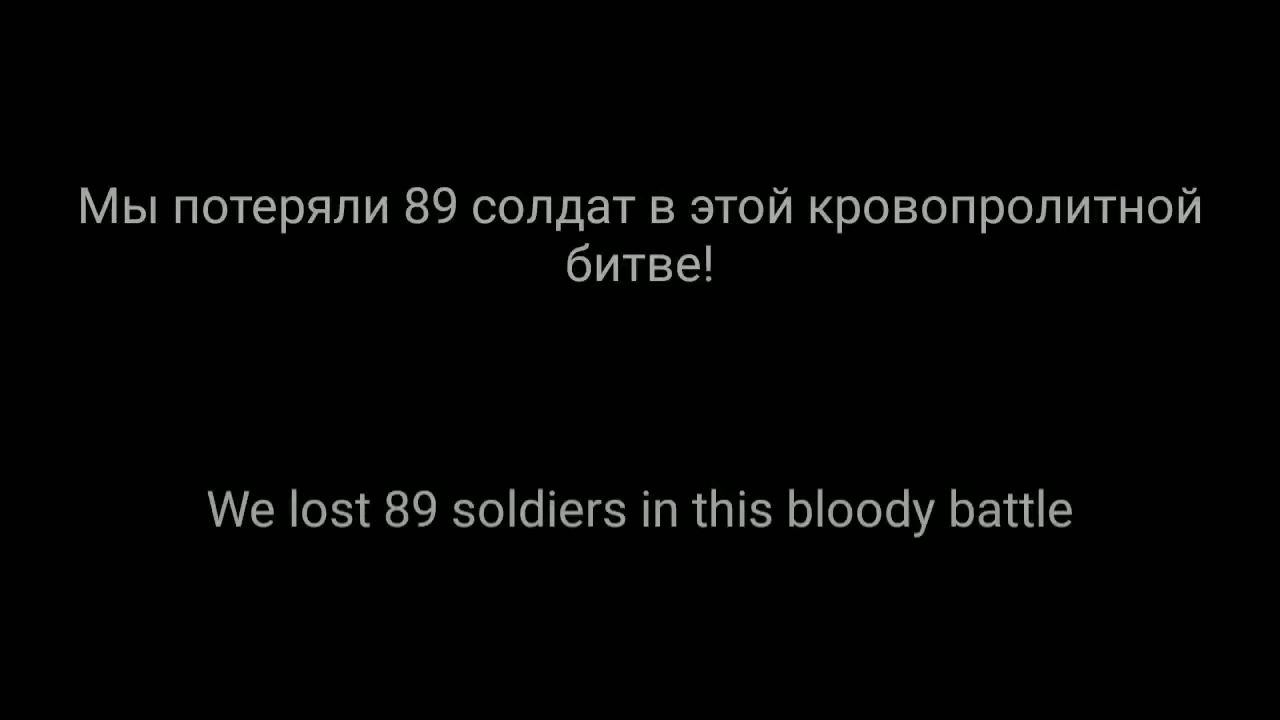 Мы потеряли 89 солдат в этой кровопролитной
битве!
We lost 89 soldiers in this bloody battle